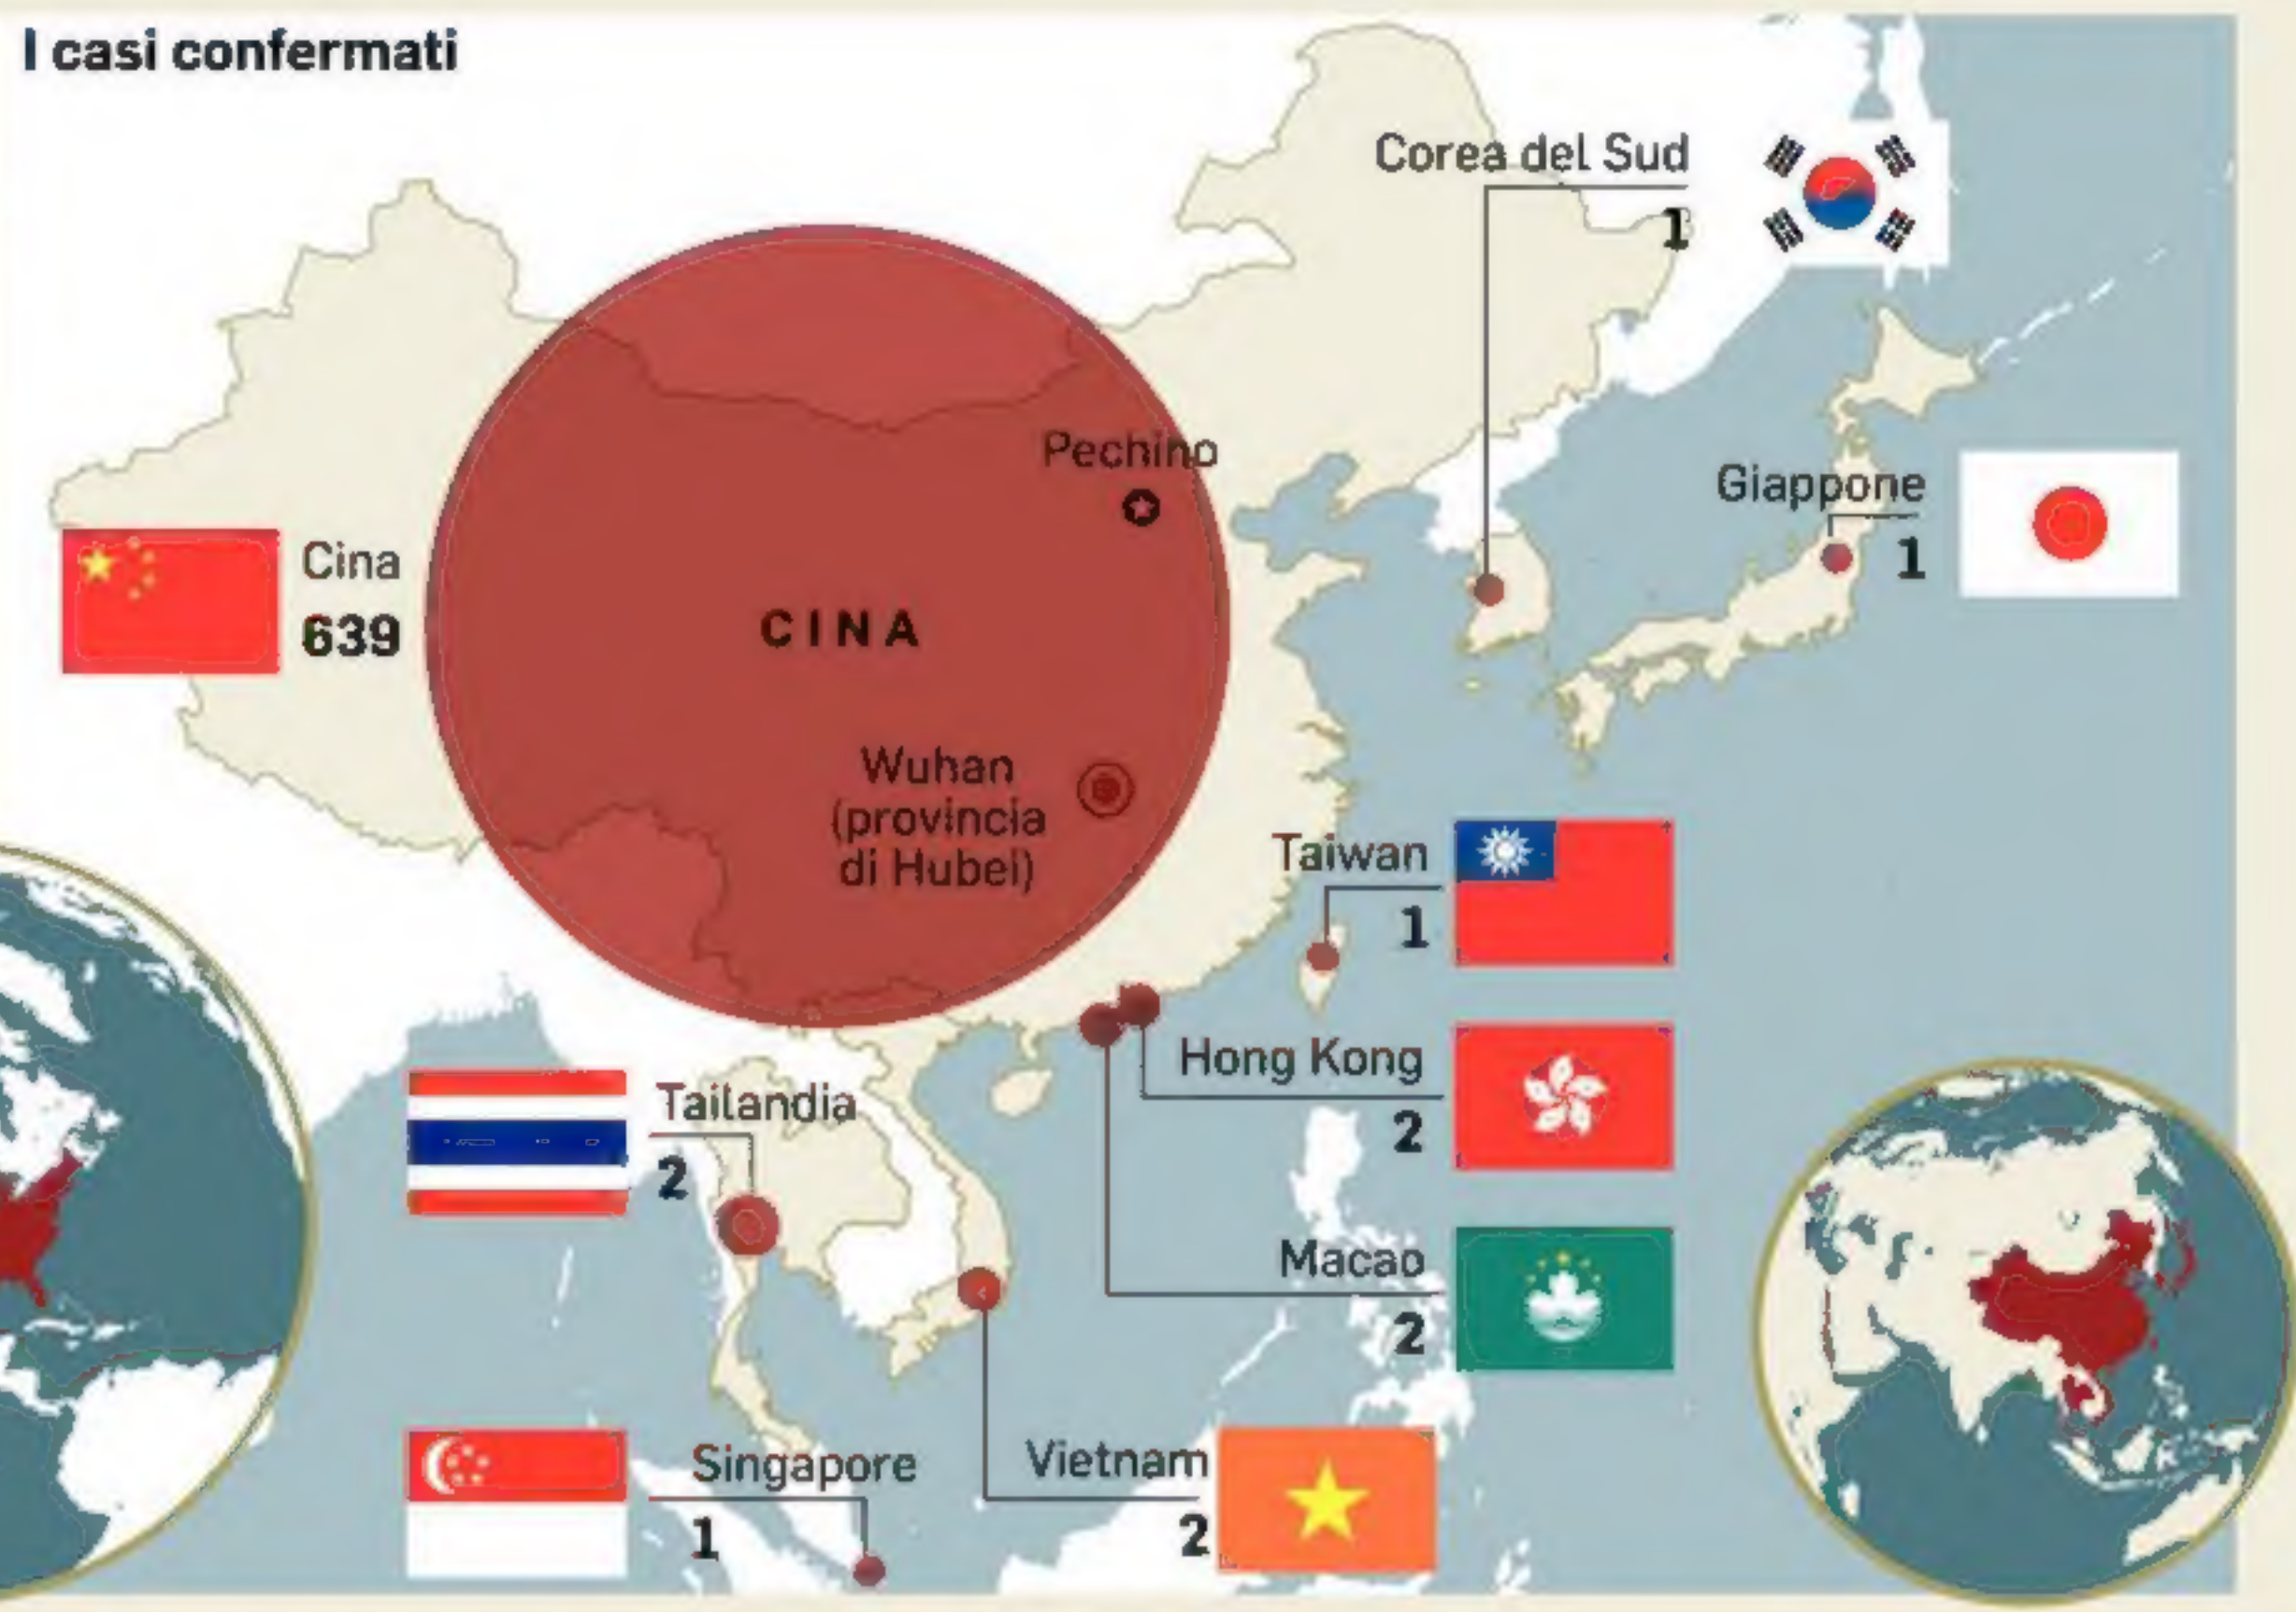 I casi confermati
Corea del Sud
1
Pechino
Giappone
1
Cina
639
CINA
Wuhan
(provincia
di Hubei)
Taiwan
1
Hong Kong
2
Tailandia
2
Macao
2
Singapore
1
Vietnam
2